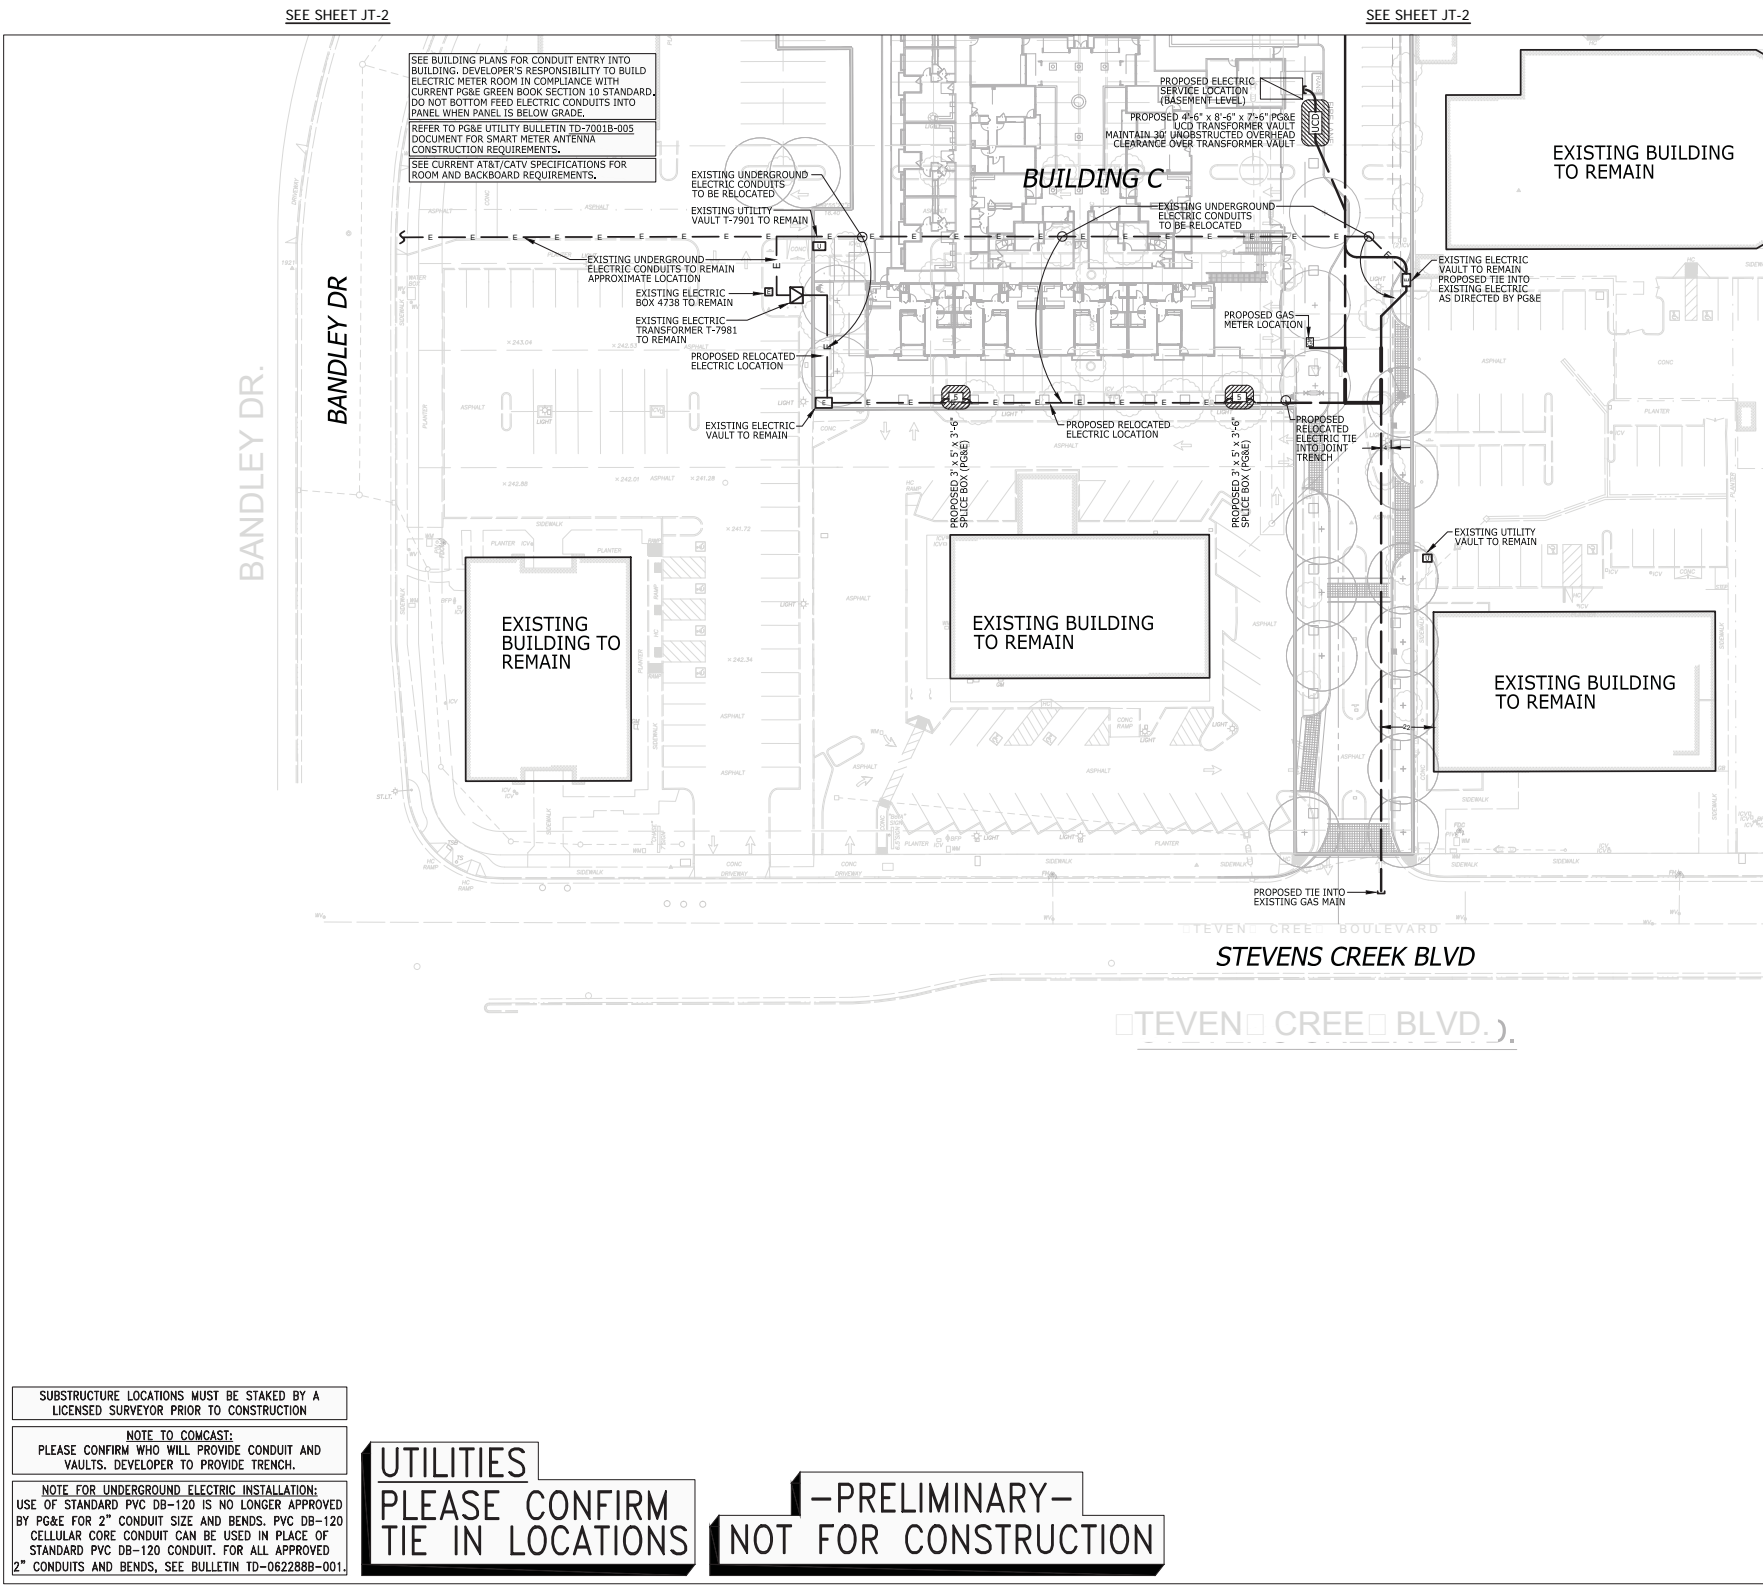 SEE SHEET JT-2
SEE SHEET JT-2
SEE BUILDING PLANS FOR CONDUIT ENTRY INTO
BUILDING. DEVELOPER'S RESPONSIBILITY TO BUILD
ELECTRIC METER ROOM IN COMPLIANCE WITH
CURRENT PG&E GREEN BOOK SECTION 10 STANDARD.
DO NOT BOTTOM FEED ELECTRIC CONDUITS INTO
PANEL WHEN PANEL IS BELOW GRADE.
REFER TO PG&E UTILITY BULLETIN TD-7001B-005
DOCUMENT FOR SMART METER ANTENNA
CONSTRUCTION REQUIREMENTS.
SEE CURRENT AT&T/CATV SPECIFICATIONS FOR
ROOM AND BACKBOARD REQUIREMENTS.
PROPOSED ELECTRIC
SERVICE LOCATION
(BASEMENT LEVEL)
PROPOSED 4'-6" x 8'-6" x 7'-6" PG&E
UCD TRANSFORMER VAULT
MAINTAIN 30' UNOBSTRUCTED OVERHEAD
CLEARANCE OVER TRANSFORMER VAULT
UCD
EXISTING BUILDING
TO REMAIN
BUILDING C
EXISTING UNDERGROUND
ELECTRIC CONDUITS
TO BE RELOCATED
EXISTING UTILITY
VAULT T-7901 TO REMAIN
EXISTING UNDERGROUND
ELECTRIC CONDUITS
TO BE RELOCATED
EXISTING UNDERGROUND
ELECTRIC CONDUITS TO REMAIN
APPROXIMATE LOCATION
EXISTING ELECTRIC
BOX 4738 TO REMAIN
EXISTING ELECTRIC
TRANSFORMER T-7981
TO REMAIN
PROPOSED RELOCATED
ELECTRIC LOCATION
EXISTING ELECTRIC
VAULT TO REMAIN
PROPOSED TIE INTO
EXISTING ELECTRIC
AS DIRECTED BY PG&E
PROPOSED GAS
METER LOCATION
BANDLEY DR
BANDLEY DR.
EXISTING ELECTRIC
VAULT TO REMAIN
PROPOSED RELOCATED
ELECTRIC LOCATION
PROPOSED
RELOCATED
ELECTRIC TIE
INTO JOINT
TRENCH
PROPOSED 3' x 5' x 3'-6"
SPLICE BOX (PG&E)
PROPOSED 3' x 5' x 3'-6"
SPLICE BOX (PG&E)
EXISTING UTILITY
VAULT TO REMAIN
EXISTING
BUILDING TO
REMAIN
EXISTING BUILDING
TO REMAIN
EXISTING BUILDING
TO REMAIN
22
PROPOSED TIE INTO
EXISTING GAS MAIN
TEVEN CREE BOULEVARD
STEVENS CREEK BLVD
TEVEN CREE BLVD.
SUBSTRUCTURE LOCATIONS MUST BE STAKED BY A
LICENSED SURVEYOR PRIOR TO CONSTRUCTION
NOTE TO COMCAST:
PLEASE CONFIRM WHO WILL PROVIDE CONDUIT AND
VAULTS. DEVELOPER TO PROVIDE TRENCH.
NOTE FOR UNDERGROUND ELECTRIC INSTALLATION:
USE OF STANDARD PVC DB-120 IS NO LONGER APPROVED
BY PG&E FOR 2" CONDUIT SIZE AND BENDS. PVC DB-120
CELLULAR CORE CONDUIT CAN BE USED IN PLACE OF
STANDARD PVC DB-120 CONDUIT. FOR ALL APPROVED
2" CONDUITS AND BENDS, SEE BULLETIN TD-062288B-001.
UTILITIES
PLEASE CONFIRM
TIE IN LOCATIONS
-PRELIMINARY-
NOT FOR CONSTRUCTION